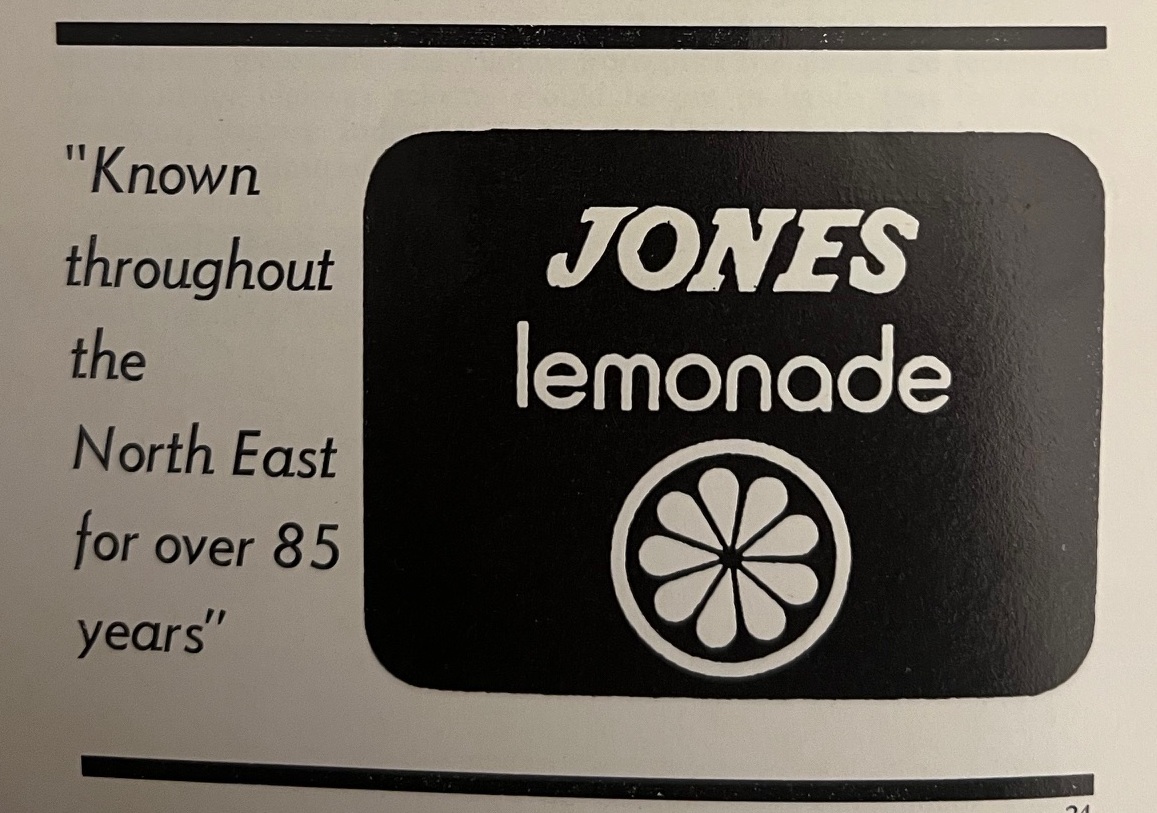 "Known
throughout
the
North East
for over 85
years"
JONES
lemonade